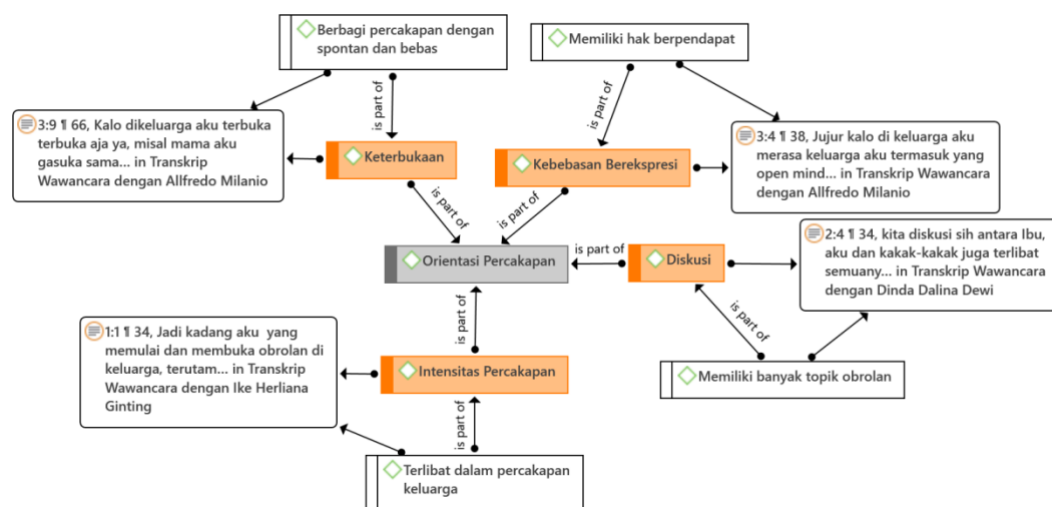 Berbagi percakapan dengan
spontan dan bebas
Memiliki hak berpendapat
is part of
is part of
3:9 ¶ 66, Kalo dikeluarga aku terbuka
terbuka aja ya, misal mama aku
gasuka sama... in Transkrip
Wawancara dengan Allfredo Milanio
Keterbukaan
Kebebasan Berekspresi
3:4 ¶ 38, Jujur kalo di keluarga aku
merasa keluarga aku termasuk yang
open mind... in Transkrip Wawancara
dengan Allfredo Milanio
is part of
is part of
Orientasi Percakapan
is part of
Diskusi
2:4 ¶ 34, kita diskusi sih antara Ibu,
aku dan kakak-kakak juga terlibat
semuany... in Transkrip Wawancara
dengan Dinda Dalina Dewi
is part of
is part of
1:1 ¶ 34, Jadi kadang aku yang
memulai dan membuka obrolan di
keluarga, terutam... in Transkrip
Wawancara dengan Ike Herliana
Ginting
Intensitas Percakapan
Memiliki banyak topik obrolan
is part of
Terlibat dalam percakapan
keluarga